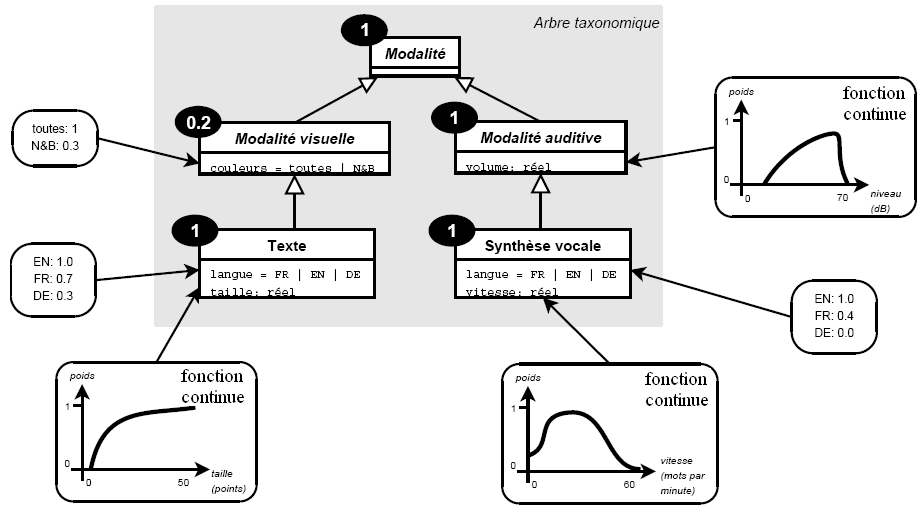 Arbre taxonomique
1
Modalité
0.2
Modalité visuelle
couleurs = toutes | N&B
1
Modalité auditive
volume: réel
toutes: 1
N&B: 0.3
poids
fonction
continue
1
0
0
70
niveau
(dB)
1
Texte
langue = FR | EN | DE
taille: réel
1
Synthèse vocale
langue = FR | EN | DE
vitesse: réel
EN: 1.0
FR: 0.7
DE: 0.3
EN: 1.0
FR: 0.4
DE: 0.0
poids
fonction
continue
1
0
0
50
taille
(points)
poids
fonction
continue
1
0
0
60
vitesse
(mots par
minute)